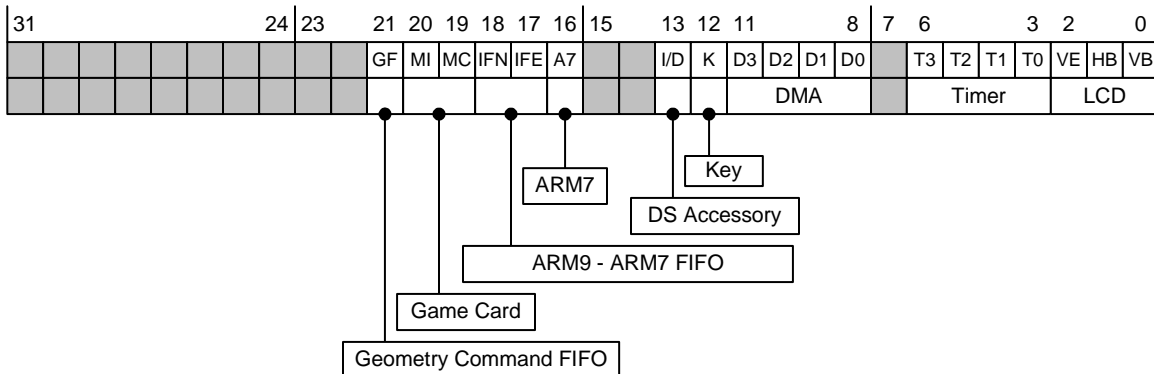 31 24 23 21 20 19 18 17 16 15 13 12 11 8 7 6 3 2 0
GF MI MC IFN IFE A7 I/D K D3 D2 D1 D0 T3 T2 T1 T0 VE HB VB
DMA Timer LCD
Key
ARM7
DS Accessory
ARM9 - ARM7 FIFO
Game Card
Geometry Command FIFO